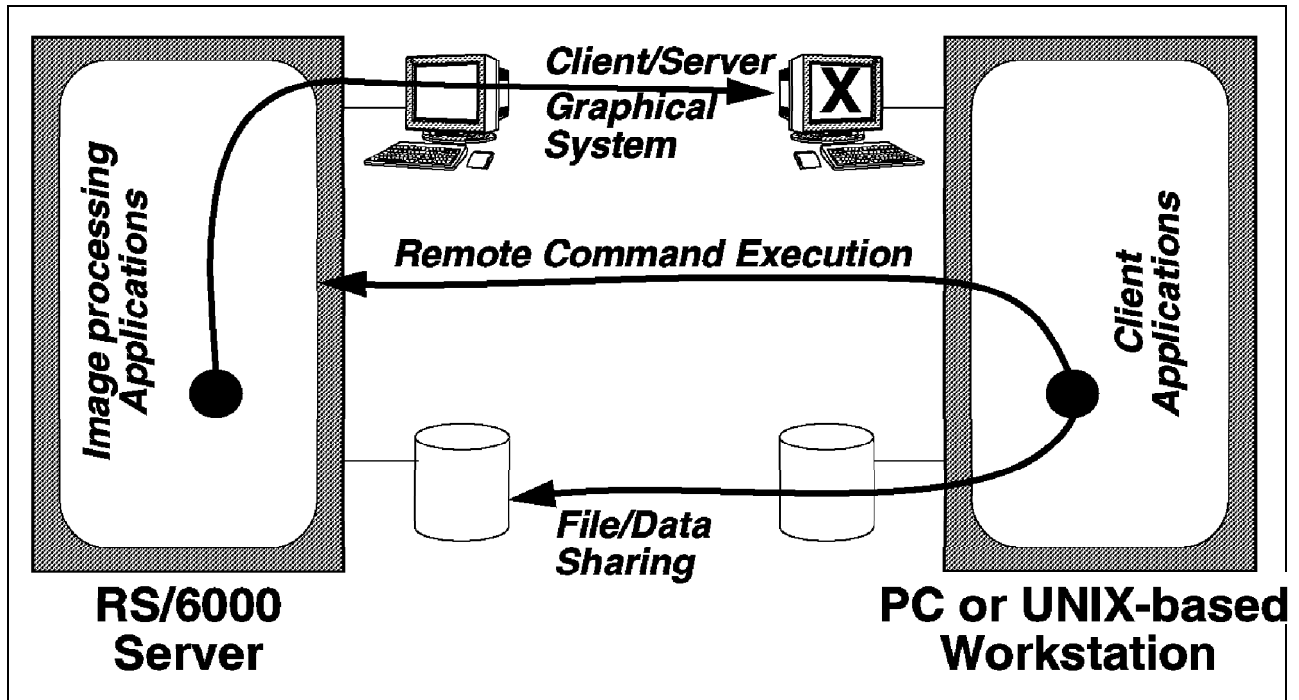 Client/Server
Graphical
System
X
Image processing
Applications
Remote Command Execution
Client
Applications
File/Data
Sharing
RS/6000
Server
PC or UNIX-based
Workstation